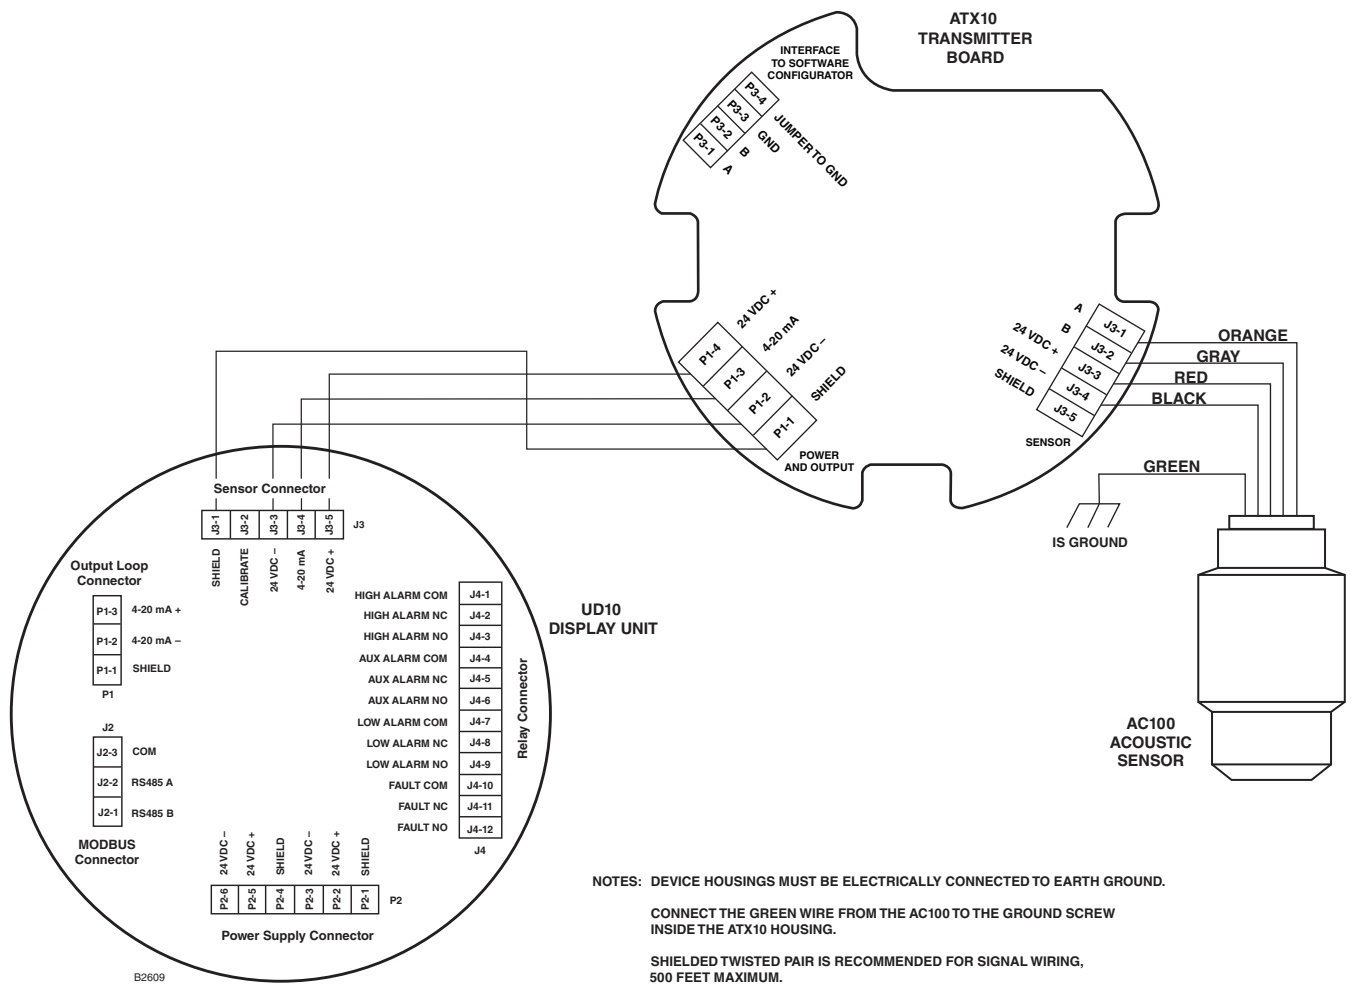 ATX10
TRANSMITTER
BOARD
INTERFACE
TO SOFTWARE
CONFIGURATOR
P3-4
P3-3
P3-2
P3-1
JUMPER TO GND
GND
B
A
24 VDC +
4-20 mA
24 VDC –
SHIELD
P1-4
P1-3
P1-2
P1-1
POWER
AND OUTPUT
A
B
24 VDC +
24 VDC –
SHIELD
J3-1
J3-2
J3-3
J3-4
J3-5
SENSOR
ORANGE
GRAY
RED
BLACK
GREEN
IS GROUND
AC100
ACOUSTIC
SENSOR
Sensor Connector
J3-1
J3-2
J3-3
J3-4
J3-5
J3
SHIELD
CALIBRATE
24 VDC –
4-20 mA
24 VDC +
Output Loop
Connector
P1-3 4-20 mA +
P1-2 4-20 mA –
P1-1 SHIELD
P1
J2
J2-3 COM
J2-2 RS485 A
J2-1 RS485 B
MODBUS
Connector
HIGH ALARM COM J4-1
HIGH ALARM NC J4-2
HIGH ALARM NO J4-3
AUX ALARM COM J4-4
AUX ALARM NC J4-5
AUX ALARM NO J4-6
LOW ALARM COM J4-7
LOW ALARM NC J4-8
LOW ALARM NO J4-9
FAULT COM J4-10
FAULT NC J4-11
FAULT NO J4-12
J4
Relay Connector
UD10
DISPLAY UNIT
24 VDC –
24 VDC +
SHIELD
24 VDC –
24 VDC +
SHIELD
P2-6
P2-5
P2-4
P2-3
P2-2
P2-1
P2
Power Supply Connector
B2609
NOTES: DEVICE HOUSINGS MUST BE ELECTRICALLY CONNECTED TO EARTH GROUND.
CONNECT THE GREEN WIRE FROM THE AC100 TO THE GROUND SCREW
INSIDE THE ATX10 HOUSING.
SHIELDED TWISTED PAIR IS RECOMMENDED FOR SIGNAL WIRING,
500 FEET MAXIMUM.